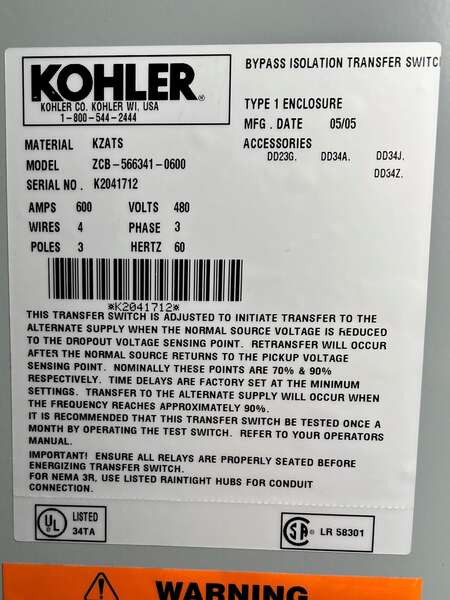 KOHLER®
KOHLER CO. KOHLER WI. USA
1-800-544-2444
BYPASS ISOLATION TRANSFER SWITC
TYPE 1 ENCLOSURE
MFG. DATE 05/05
MATERIAL KZATS
ACCESSORIES
DD23G, DD34A, DD34J,
DD34Z,
MODEL ZCB-566341-0600
SERIAL NO. K2041712
AMPS 600 VOLTS 480
WIRES 4 PHASE 3
POLES 3 HERTZ 60
*K2041712*
THIS TRANSFER SWITCH IS ADJUSTED TO INITIATE TRANSFER TO THE
ALTERNATE SUPPLY WHEN THE NORMAL SOURCE VOLTAGE IS REDUCED
TO THE DROPOUT VOLTAGE SENSING POINT. RETRANSFER WILL OCCUR
AFTER THE NORMAL SOURCE RETURNS TO THE PICKUP VOLTAGE
SENSING POINT. NOMINALLY THESE POINTS ARE 70% & 90%
RESPECTIVELY. TIME DELAYS ARE FACTORY SET AT THE MINIMUM
SETTINGS. TRANSFER TO THE ALTERNATE SUPPLY WILL OCCUR WHEN
THE FREQUENCY REACHES APPROXIMATELY 90%.
IT IS RECOMMENDED THAT THIS TRANSFER SWITCH BE TESTED ONCE A
MONTH BY OPERATING THE TEST SWITCH. REFER TO YOUR OPERATORS
MANUAL.
IMPORTANT! ENSURE ALL RELAYS ARE PROPERLY SEATED BEFORE
ENERGIZING TRANSFER SWITCH.
FOR NEMA 3R, USE LISTED RAINTIGHT HUBS FOR CONDUIT
CONNECTION.
UL LISTED
34TA
SA LR 58301
WARNING